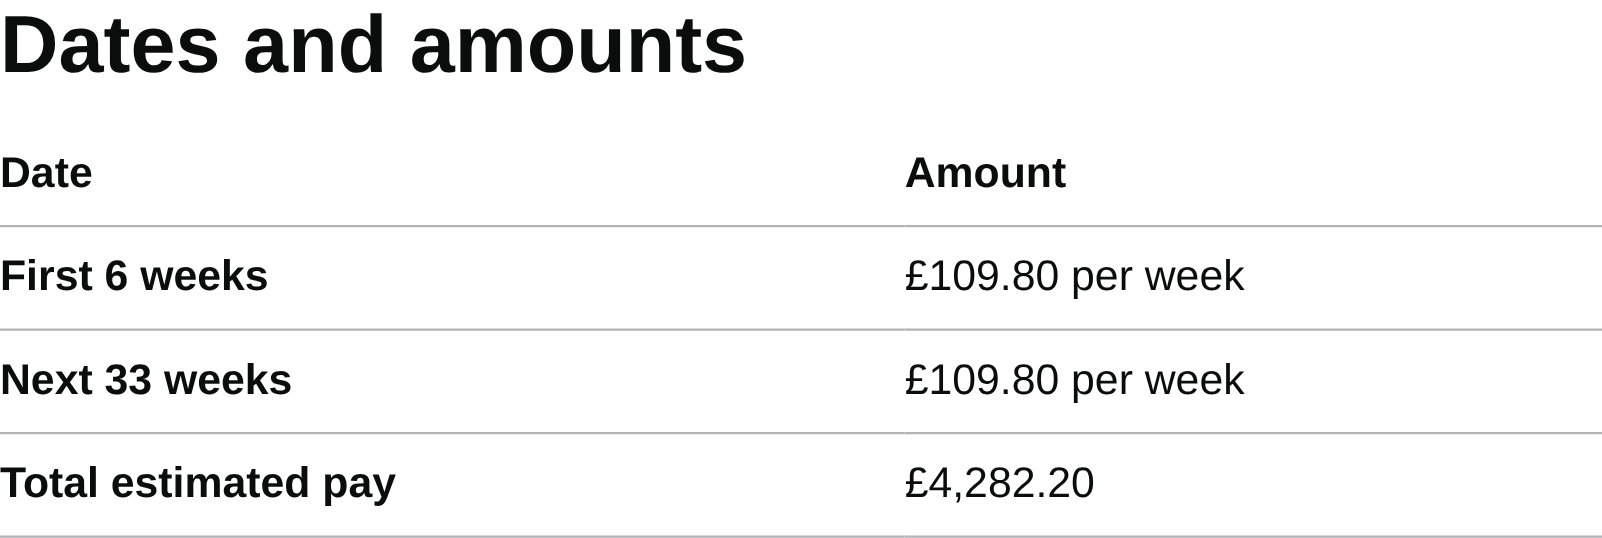 Dates and amounts
Date Amount
First 6 weeks £109.80 per week
Next 33 weeks £109.80 per week
Total estimated pay £4,282.20